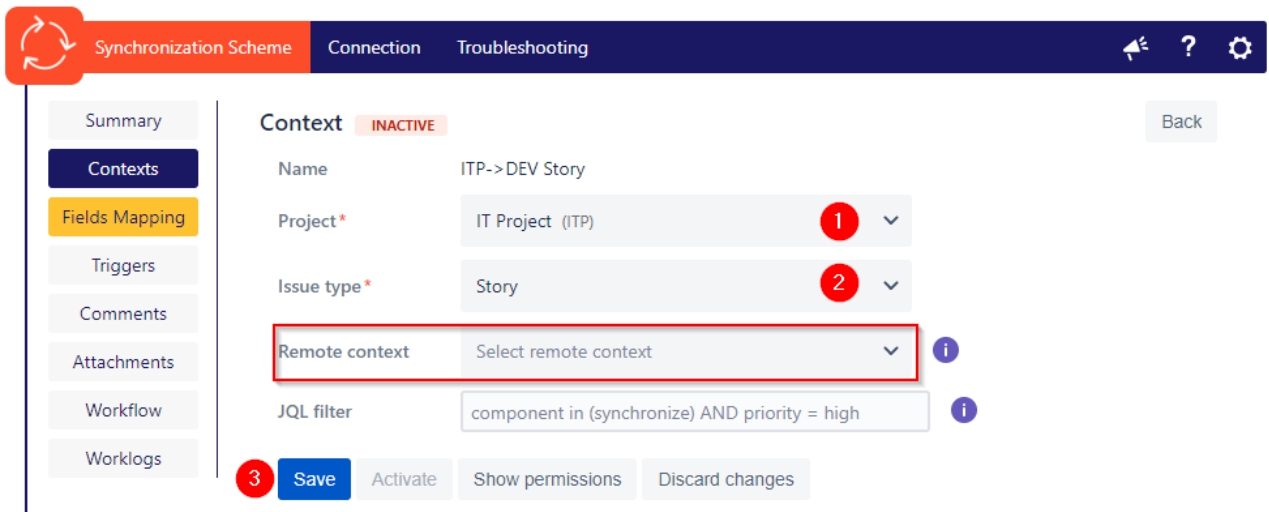 Synchronization Scheme Connection Troubleshooting ?
Summary
Contexts
Fields Mapping
Triggers
Comments
Attachments
Workflow
Worklogs
Context INACTIVE Back
Name ITP->DEV Story
Project* IT Project (ITP) 1
Issue type* Story 2
Remote context Select remote context i
JQL filter component in (synchronize) AND priority = high i
3 Save Activate Show permissions Discard changes